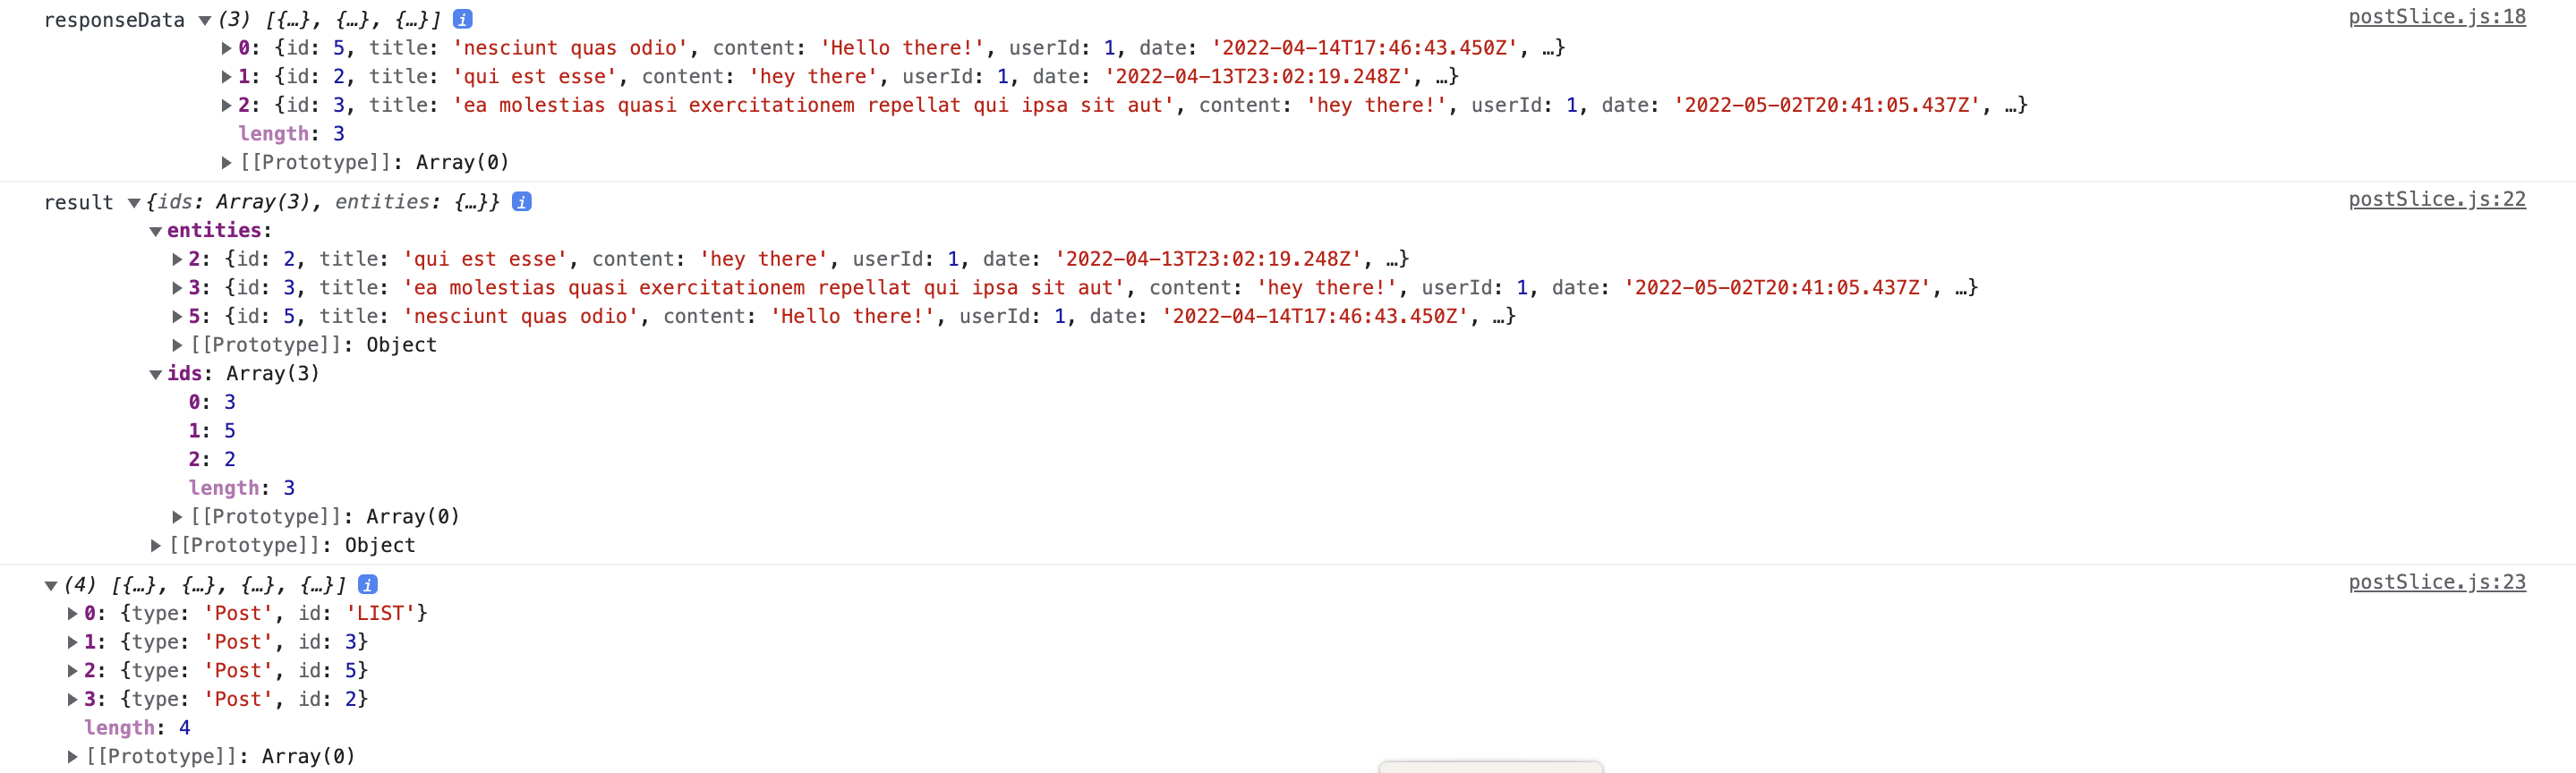 responseData ▼(3) [{…}, {…}, {…}] i postSlice.js:18
▶0: {id: 5, title: 'nesciunt quas odio', content: 'Hello there!', userId: 1, date: '2022-04-14T17:46:43.450Z', …}
▶1: {id: 2, title: 'qui est esse', content: 'hey there', userId: 1, date: '2022-04-13T23:02:19.248Z', …}
▶2: {id: 3, title: 'ea molestias quasi exercitationem repellat qui ipsa sit aut', content: 'hey there!', userId: 1, date: '2022-05-02T20:41:05.437Z', …}
length: 3
▶[[Prototype]]: Array(0)
result ▼{ids: Array(3), entities: {…}} i postSlice.js:22
▼entities:
▶2: {id: 2, title: 'qui est esse', content: 'hey there', userId: 1, date: '2022-04-13T23:02:19.248Z', …}
▶3: {id: 3, title: 'ea molestias quasi exercitationem repellat qui ipsa sit aut', content: 'hey there!', userId: 1, date: '2022-05-02T20:41:05.437Z', …}
▶5: {id: 5, title: 'nesciunt quas odio', content: 'Hello there!', userId: 1, date: '2022-04-14T17:46:43.450Z', …}
▶[[Prototype]]: Object
▼ids: Array(3)
0: 3
1: 5
2: 2
length: 3
▶[[Prototype]]: Array(0)
▶[[Prototype]]: Object
▼(4) [{…}, {…}, {…}, {…}] i postSlice.js:23
▶0: {type: 'Post', id: 'LIST'}
▶1: {type: 'Post', id: 3}
▶2: {type: 'Post', id: 5}
▶3: {type: 'Post', id: 2}
length: 4
▶[[Prototype]]: Array(0)